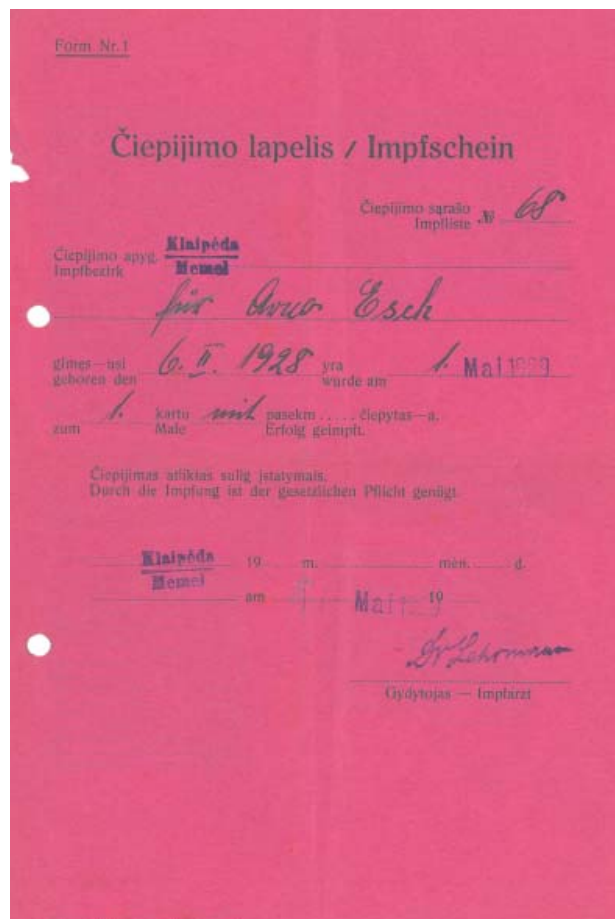 Form Nr. 1
Čiepijimo lapelis / Impfschein
Čiepijimo sąrašo
Impfliste № 68
Čiepijimo apyg. Klaipėda
Impfbezirk Memel
für Arno Esch
gimes—usi 6. II. 1928 yra 1. Mai 1929
geboren den wurde am
zum 1. kartu mit pasekm ..... čiepytas—a.
Male Erfolg geimpft.
Čiepijimas atliktas sulig įstatymais.
Durch die Impfung ist der gesetzlichen Pflicht genügt.
Klaipėda 19 m. mėn. d.
Memel am Mai 19
Gydytojas — Impfarzt